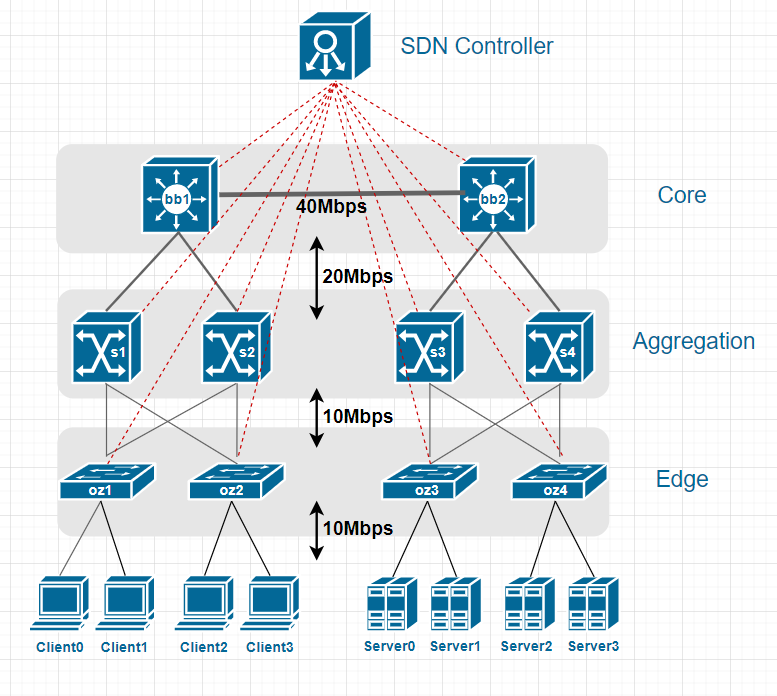 SDN Controller
bb1
bb2
40Mbps
Core
20Mbps
s1
s2
s3
s4
Aggregation
10Mbps
oz1
oz2
oz3
oz4
Edge
10Mbps
Client0
Client1
Client2
Client3
Server0
Server1
Server2
Server3